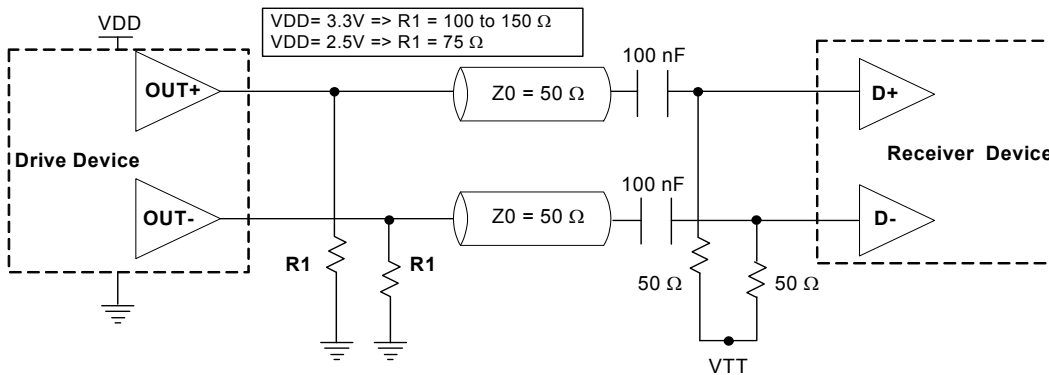 VDD
VDD= 3.3V => R1 = 100 to 150 Ω
VDD= 2.5V => R1 = 75 Ω
100 nF
OUT+
Z0 = 50 Ω
D+
Drive Device
Receiver Device
100 nF
OUT-
Z0 = 50 Ω
D-
R1
R1
50 Ω
50 Ω
VTT